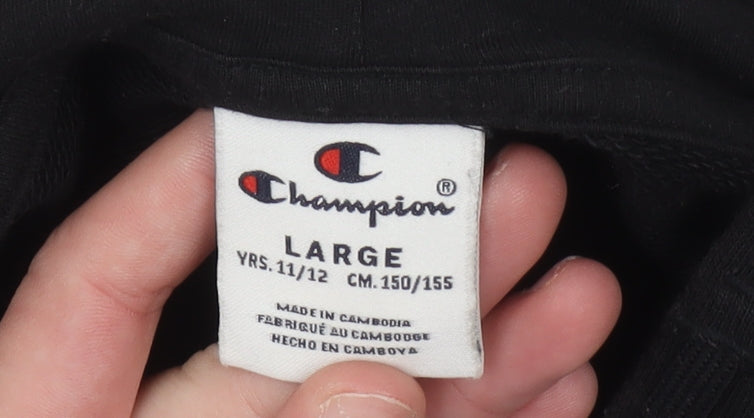 Champion®
LARGE
YRS. 11/12 CM. 150/155
MADE IN CAMBODIA
FABRIQUÉ AU CAMBODGE
HECHO EN CAMBOYA